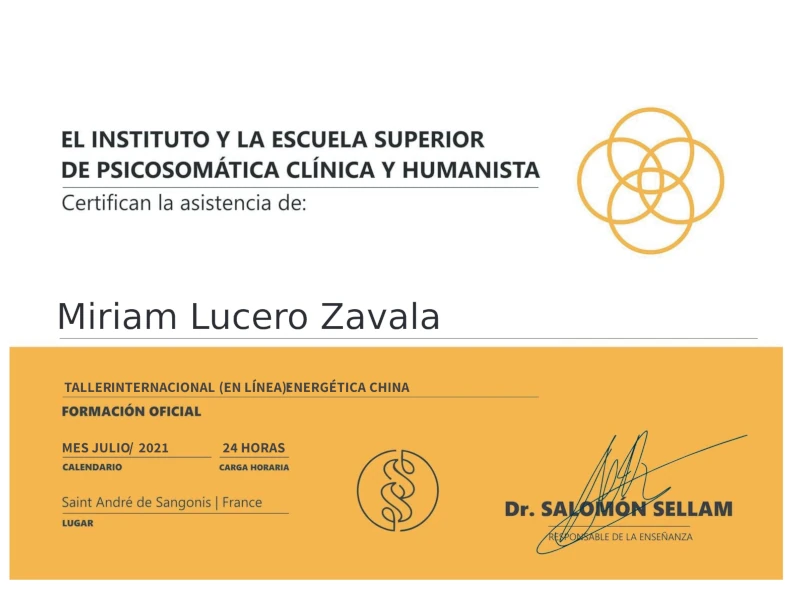 EL INSTITUTO Y LA ESCUELA SUPERIOR
DE PSICOSOMÁTICA CLÍNICA Y HUMANISTA
Certifican la asistencia de:
Miriam Lucero Zavala
TALLERINTERNACIONAL (EN LÍNEA)ENERGÉTICA CHINA
FORMACIÓN OFICIAL
MES JULIO/ 2021 24 HORAS
CALENDARIO CARGA HORARIA
Saint André de Sangonis | France
LUGAR
Dr. SALOMÓN SELLAM
RESPONSABLE DE LA ENSEÑANZA